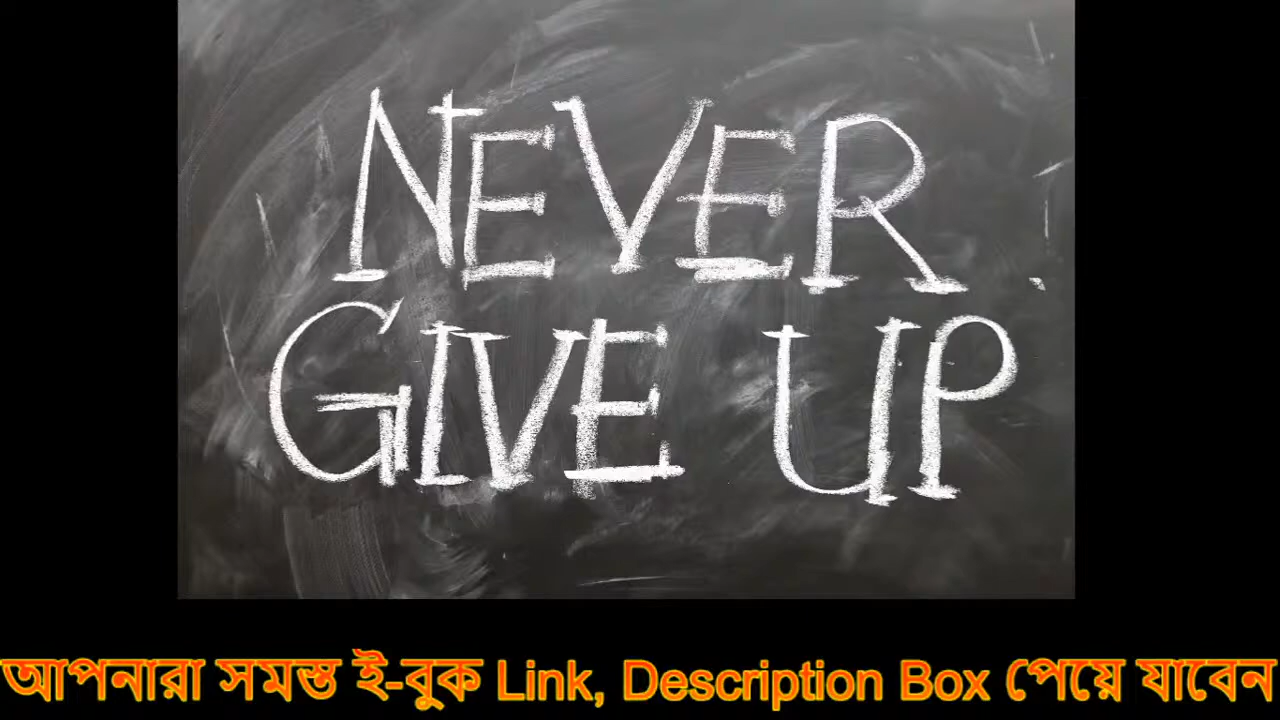 NEVER
GIVE UP
আপনারা সমস্ত ই-বুক Link, Description Box পেয়ে যাবেন